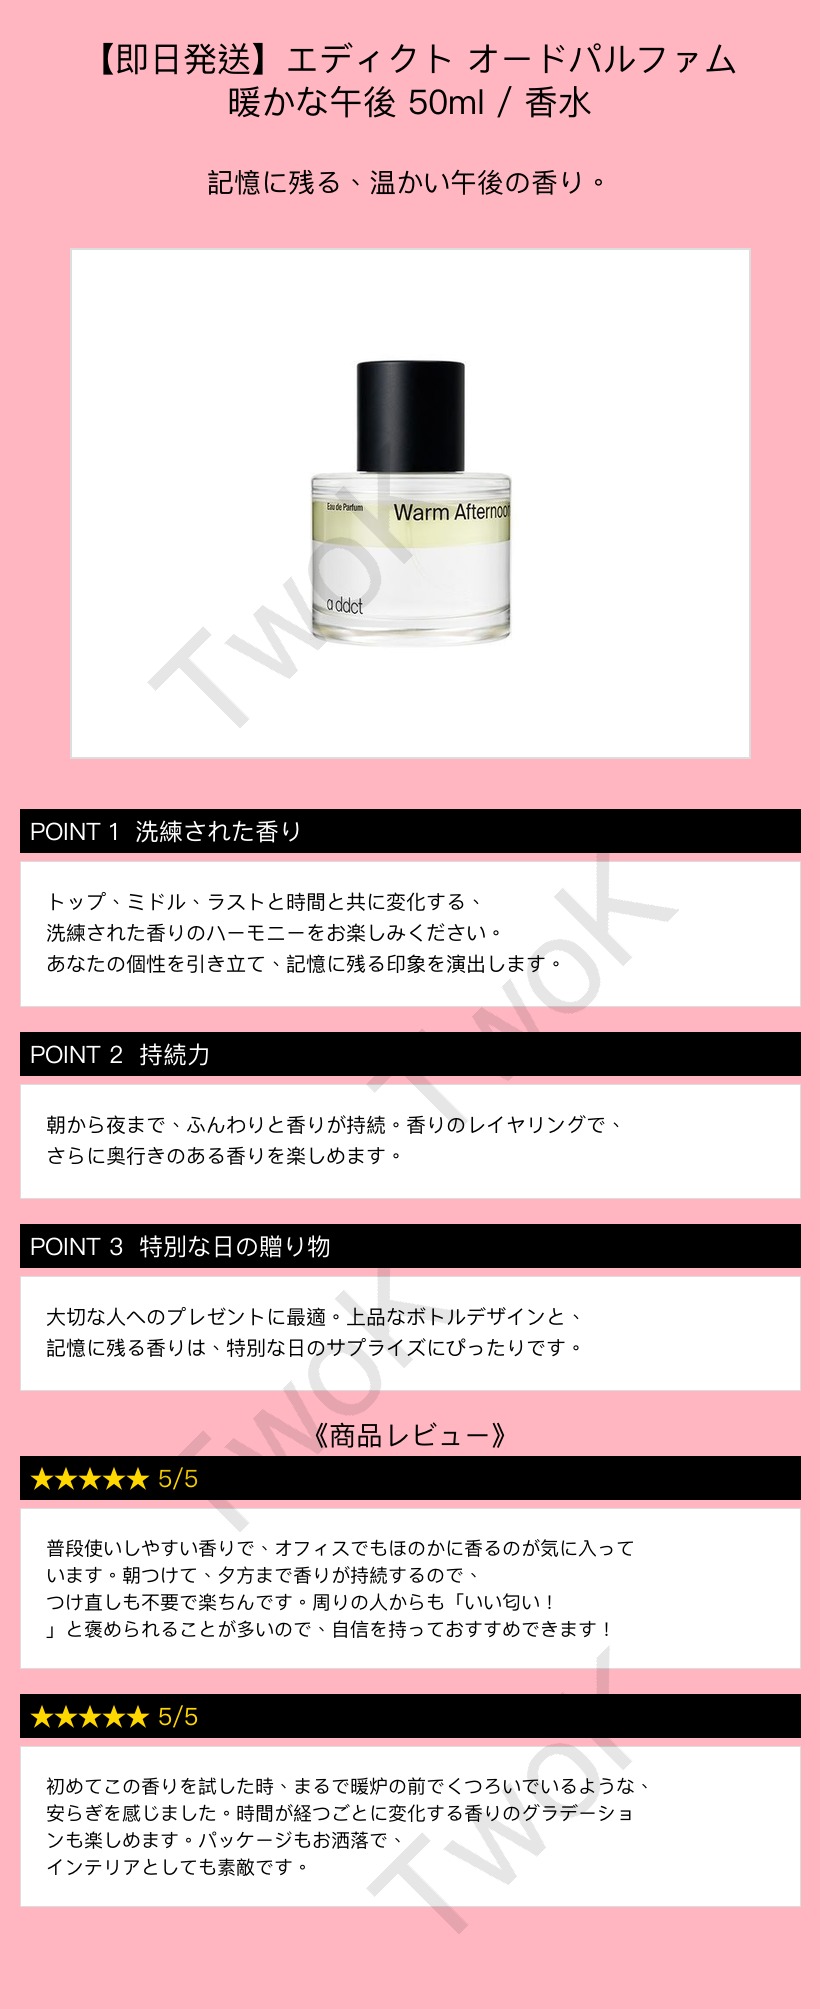 【即日発送】エディクト オードパルファム
暖かな午後 50ml / 香水
記憶に残る、温かい午後の香り。
Eau de Parfum
Warm Afternoon
a ddct
TwoK
POINT 1 洗練された香り
トップ、ミドル、ラストと時間と共に変化する、
洗練された香りのハーモニーをお楽しみください。
あなたの個性を引き立て、記憶に残る印象を演出します。
TwoK
POINT 2 持続力
朝から夜まで、ふんわりと香りが持続。香りのレイヤリングで、
さらに奥行きのある香りを楽しめます。
POINT 3 特別な日の贈り物
大切な人へのプレゼントに最適。上品なボトルデザインと、
記憶に残る香りは、特別な日のサプライズにぴったりです。
TwoK
《商品レビュー》
★★★★★ 5/5
普段使いしやすい香りで、オフィスでもほのかに香るのが気に入って
います。朝つけて、夕方まで香りが持続するので、
つけ直しも不要で楽ちんです。周りの人からも「いい匂い！
」と褒められることが多いので、自信を持っておすすめできます！
★★★★★ 5/5
初めてこの香りを試した時、まるで暖炉の前でくつろいでいるような、
安らぎを感じました。時間が経つごとに変化する香りのグラデーショ
ンも楽しめます。パッケージもお洒落で、
インテリアとしても素敵です。
TwoK